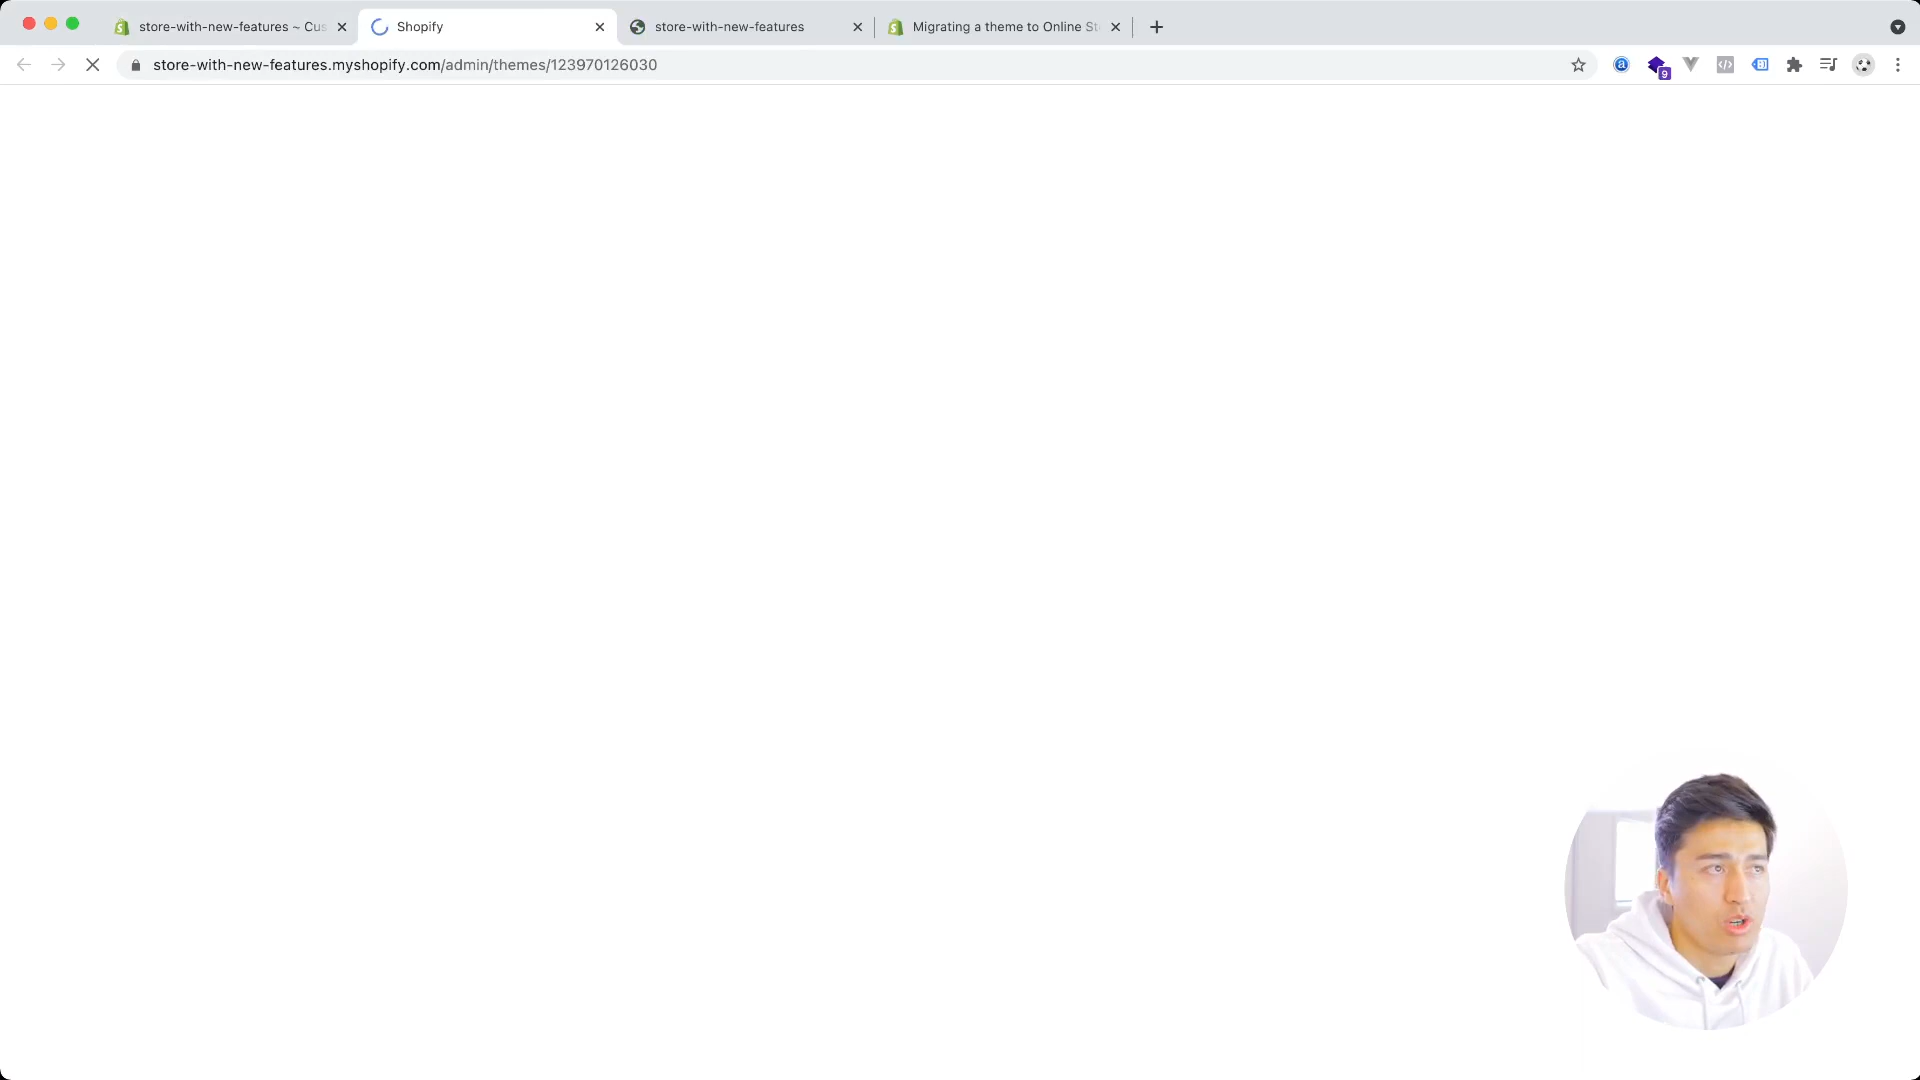 store-with-new-features ~ Cus
Shopify
store-with-new-features
Migrating a theme to Online St
store-with-new-features.myshopify.com/admin/themes/123970126030
9